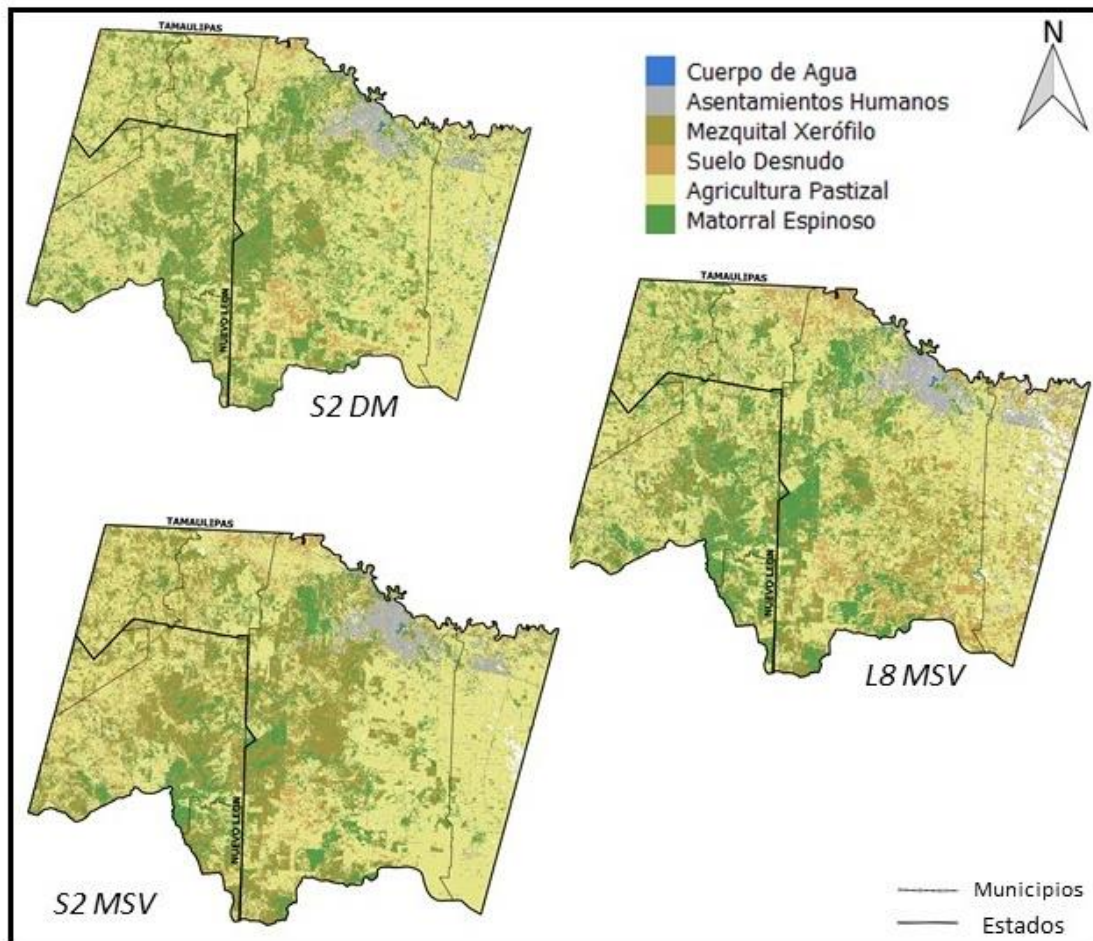 TAMAULIPAS
NUEVO LEON
S2 DM
N
Cuerpo de Agua
Asentamientos Humanos
Mezquital Xerófilo
Suelo Desnudo
Agricultura Pastizal
Matorral Espinoso
TAMAULIPAS
NUEVO LEON
L8 MSV
TAMAULIPAS
NUEVO LEON
S2 MSV
Municipios
Estados